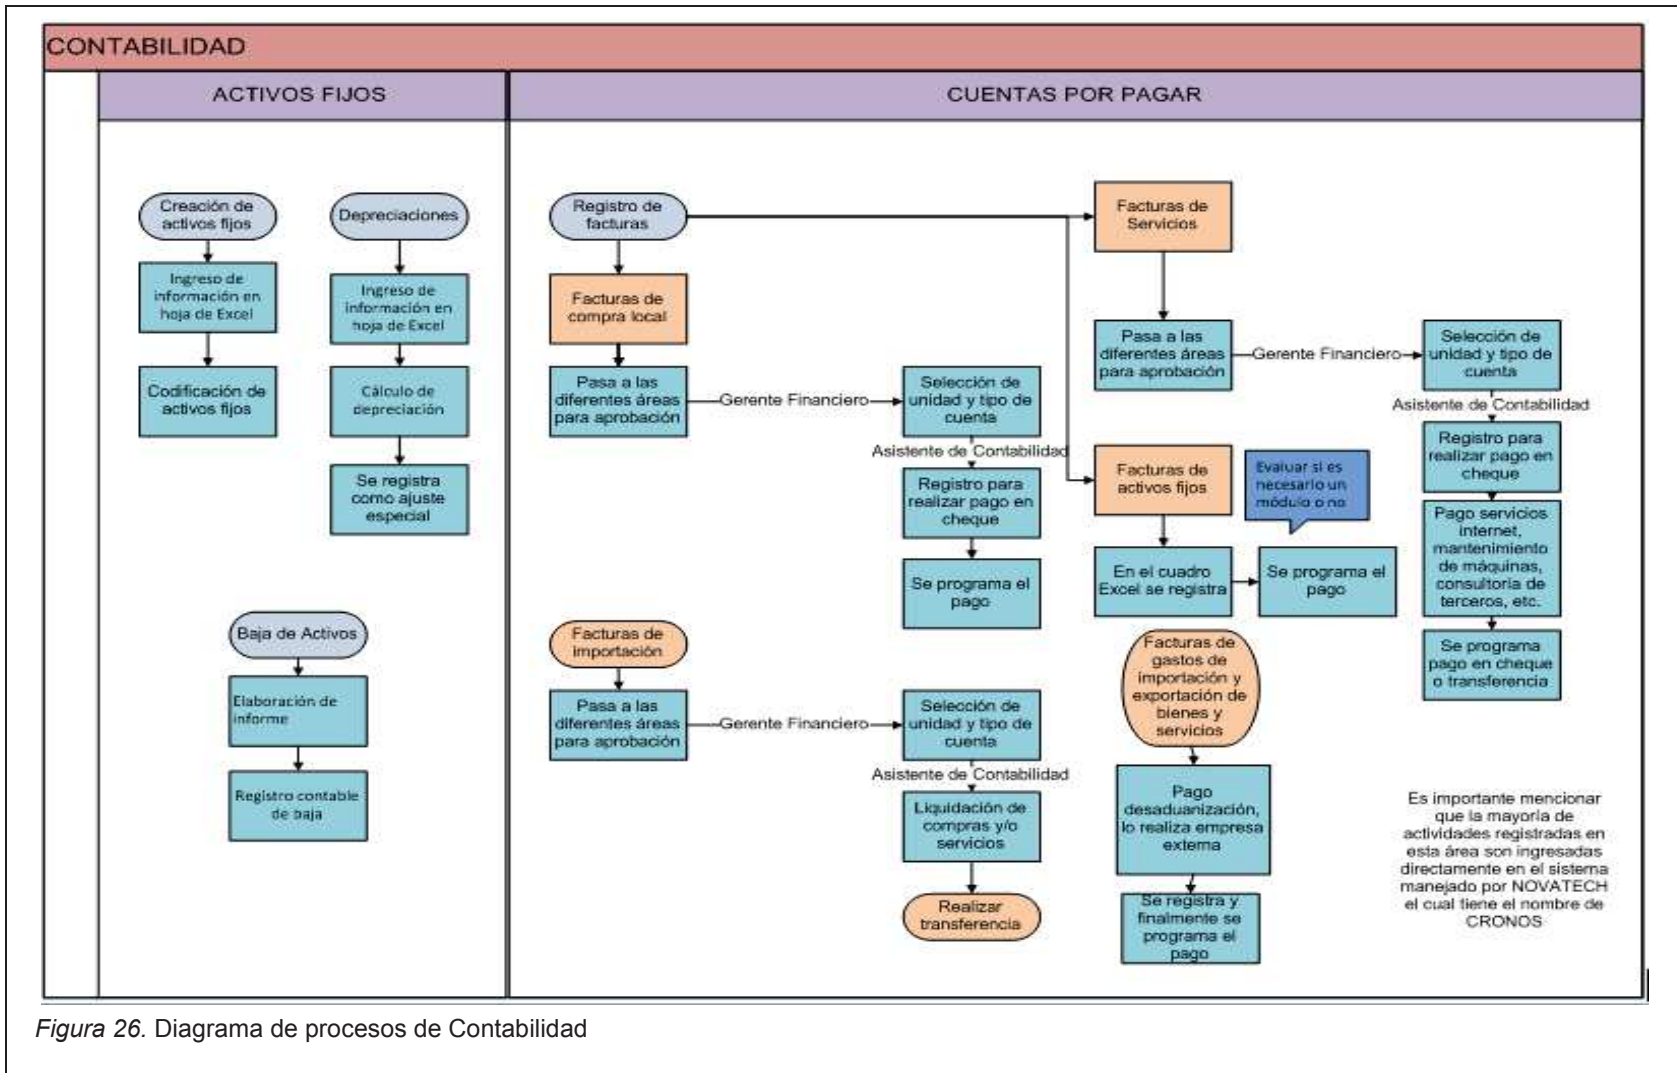 CONTABILIDAD
ACTIVOS FIJOS
CUENTAS POR PAGAR
Creación de
activos fijos
Ingreso de
información en
hoja de Excel
Codificación de
activos fijos
Depreciaciones
Ingreso de
información en
hoja de Excel
Cálculo de
depreciación
Se registra
como ajuste
especial
Baja de Activos
Elaboración de
informe
Registro contable
de baja
Registro de
facturas
Facturas de
compra local
Pasa a las
diferentes áreas
para aprobación
Gerente Financiero
Selección de
unidad y tipo de
cuenta
Asistente de Contabilidad
Registro para
realizar pago en
cheque
Se programa el
pago
Facturas de
importación
Pasa a las
diferentes áreas
para aprobación
Gerente Financiero
Selección de
unidad y tipo de
cuenta
Asistente de Contabilidad
Liquidación de
compras y/o
servicios
Realizar
transferencia
Facturas de
Servicios
Pasa a las
diferentes áreas
para aprobación
Gerente Financiero
Selección de
unidad y tipo de
cuenta
Asistente de Contabilidad
Registro para
realizar pago en
cheque
Pago servicios
internet,
mantenimiento
de máquinas,
consultoria de
terceros, etc.
Se programa
pago en cheque
o transferencia
Facturas de
activos fijos
Evaluar si es
necesario un
módulo o no
En el cuadro
Excel se registra
Se programa el
pago
Facturas de
gastos de
importación y
exportación de
bienes y
servicios
Pago
desaduanización,
lo realiza empresa
externa
Se registra y
finalmente se
programa el
pago
Es importante mencionar
que la mayoría de
actividades registradas en
esta área son ingresadas
directamente en el sistema
manejado por NOVATECH
el cual tiene el nombre de
CRONOS
Figura 26. Diagrama de procesos de Contabilidad